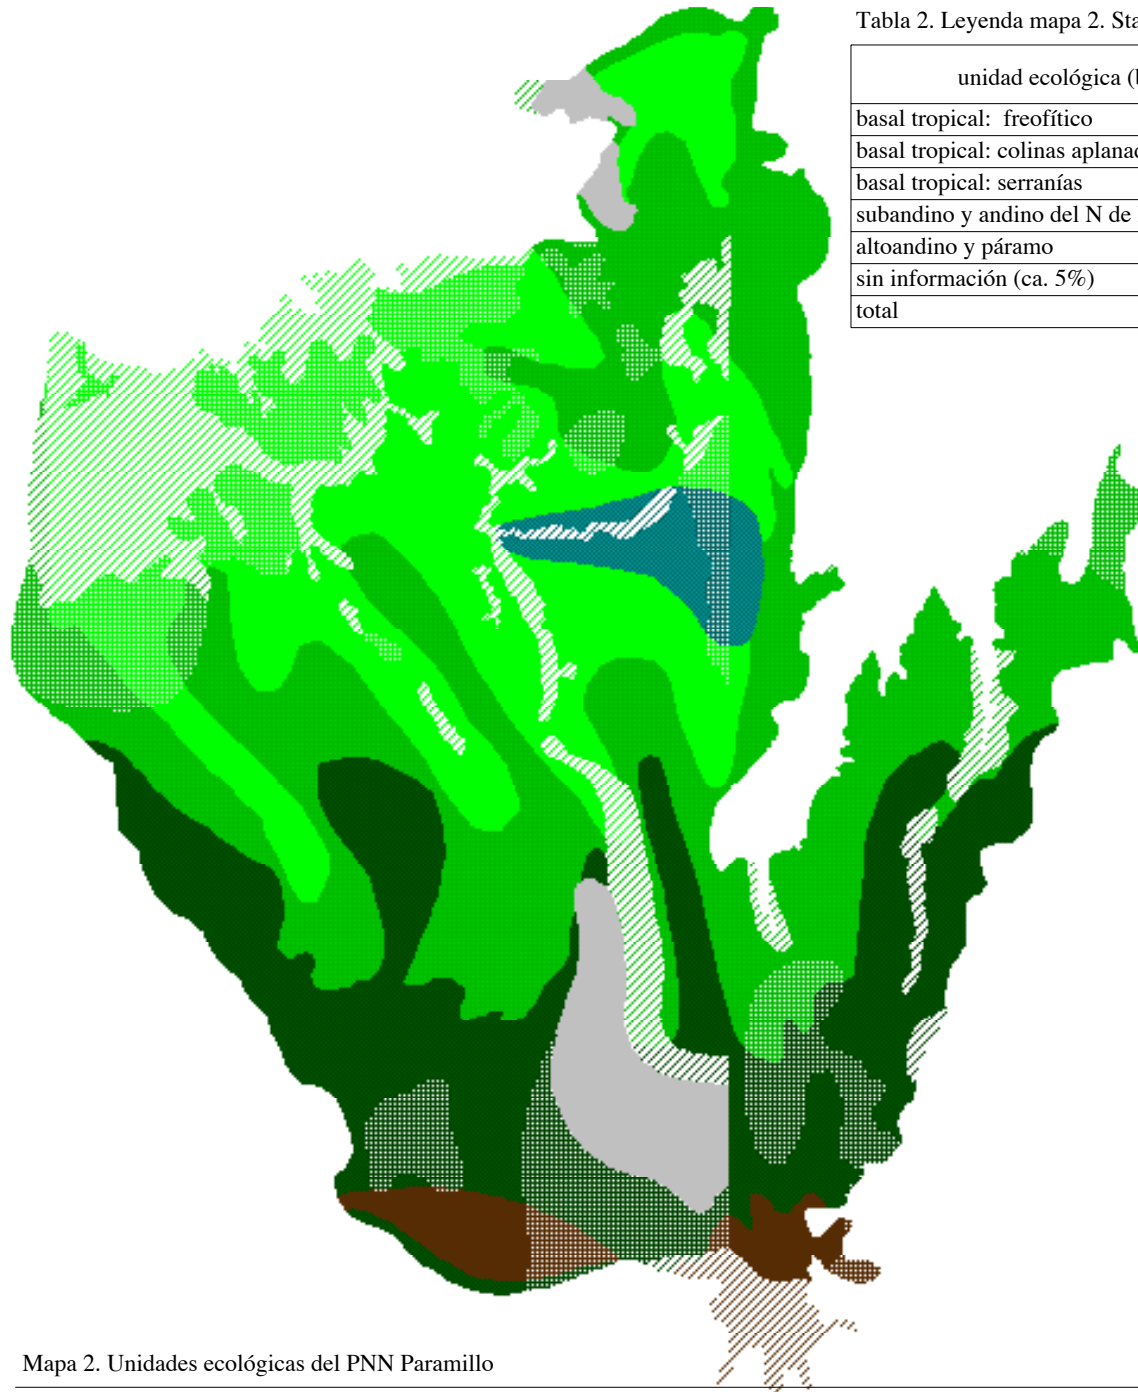 Tabla 2. Leyenda mapa 2. Sta
unidad ecológica (b
basal tropical:  freofítico
basal tropical: colinas aplanad
basal tropical: serranías
subandino y andino del N de
altoandino y páramo
sin información (ca. 5%)
total
Mapa 2. Unidades ecológicas del PNN Paramillo